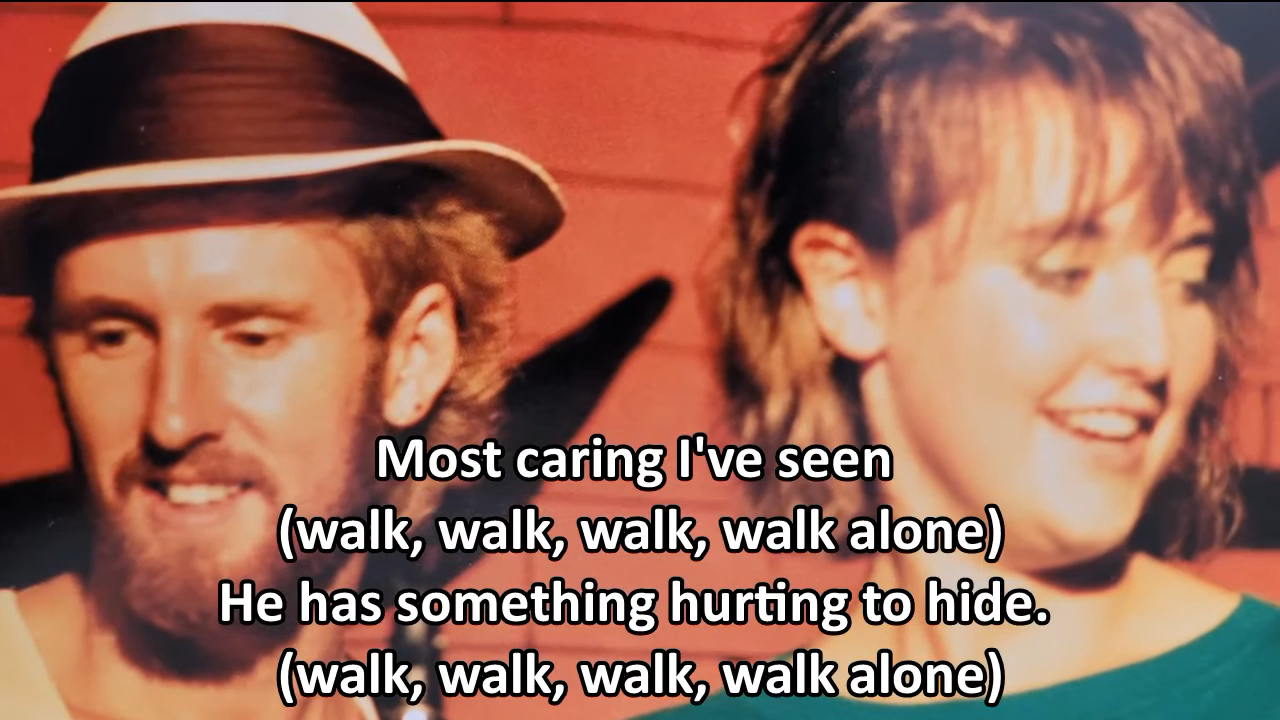 Most caring I've seen
(walk, walk, walk, walk alone)
He has something hurting to hide.
(walk, walk, walk, walk alone)